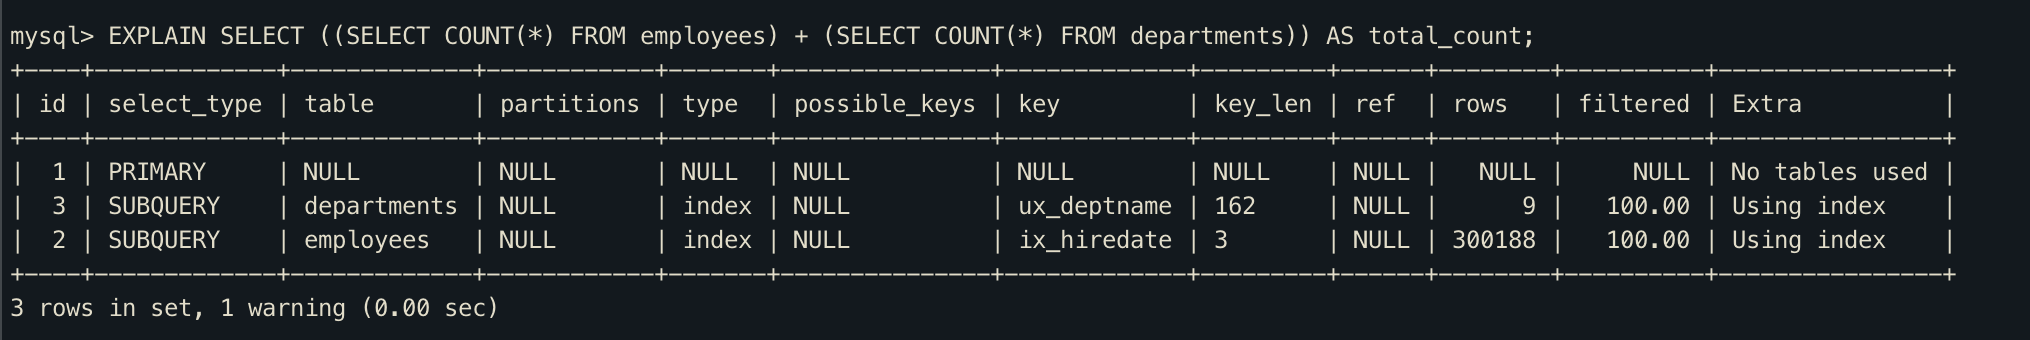 mysql> EXPLAIN SELECT ((SELECT COUNT(*) FROM employees) + (SELECT COUNT(*) FROM departments)) AS total_count;
+----+-------------+-------------+------------+-------+---------------+-------------+---------+------+--------+----------+----------------+
| id | select_type | table       | partitions | type  | possible_keys | key         | key_len | ref  | rows   | filtered | Extra          |
+----+-------------+-------------+------------+-------+---------------+-------------+---------+------+--------+----------+----------------+
|  1 | PRIMARY     | NULL        | NULL       | NULL  | NULL          | NULL        | NULL    | NULL |   NULL |     NULL | No tables used |
|  3 | SUBQUERY    | departments | NULL       | index | NULL          | ux_deptname | 162     | NULL |      9 |   100.00 | Using index    |
|  2 | SUBQUERY    | employees   | NULL       | index | NULL          | ix_hiredate | 3       | NULL | 300188 |   100.00 | Using index    |
+----+-------------+-------------+------------+-------+---------------+-------------+---------+------+--------+----------+----------------+
3 rows in set, 1 warning (0.00 sec)